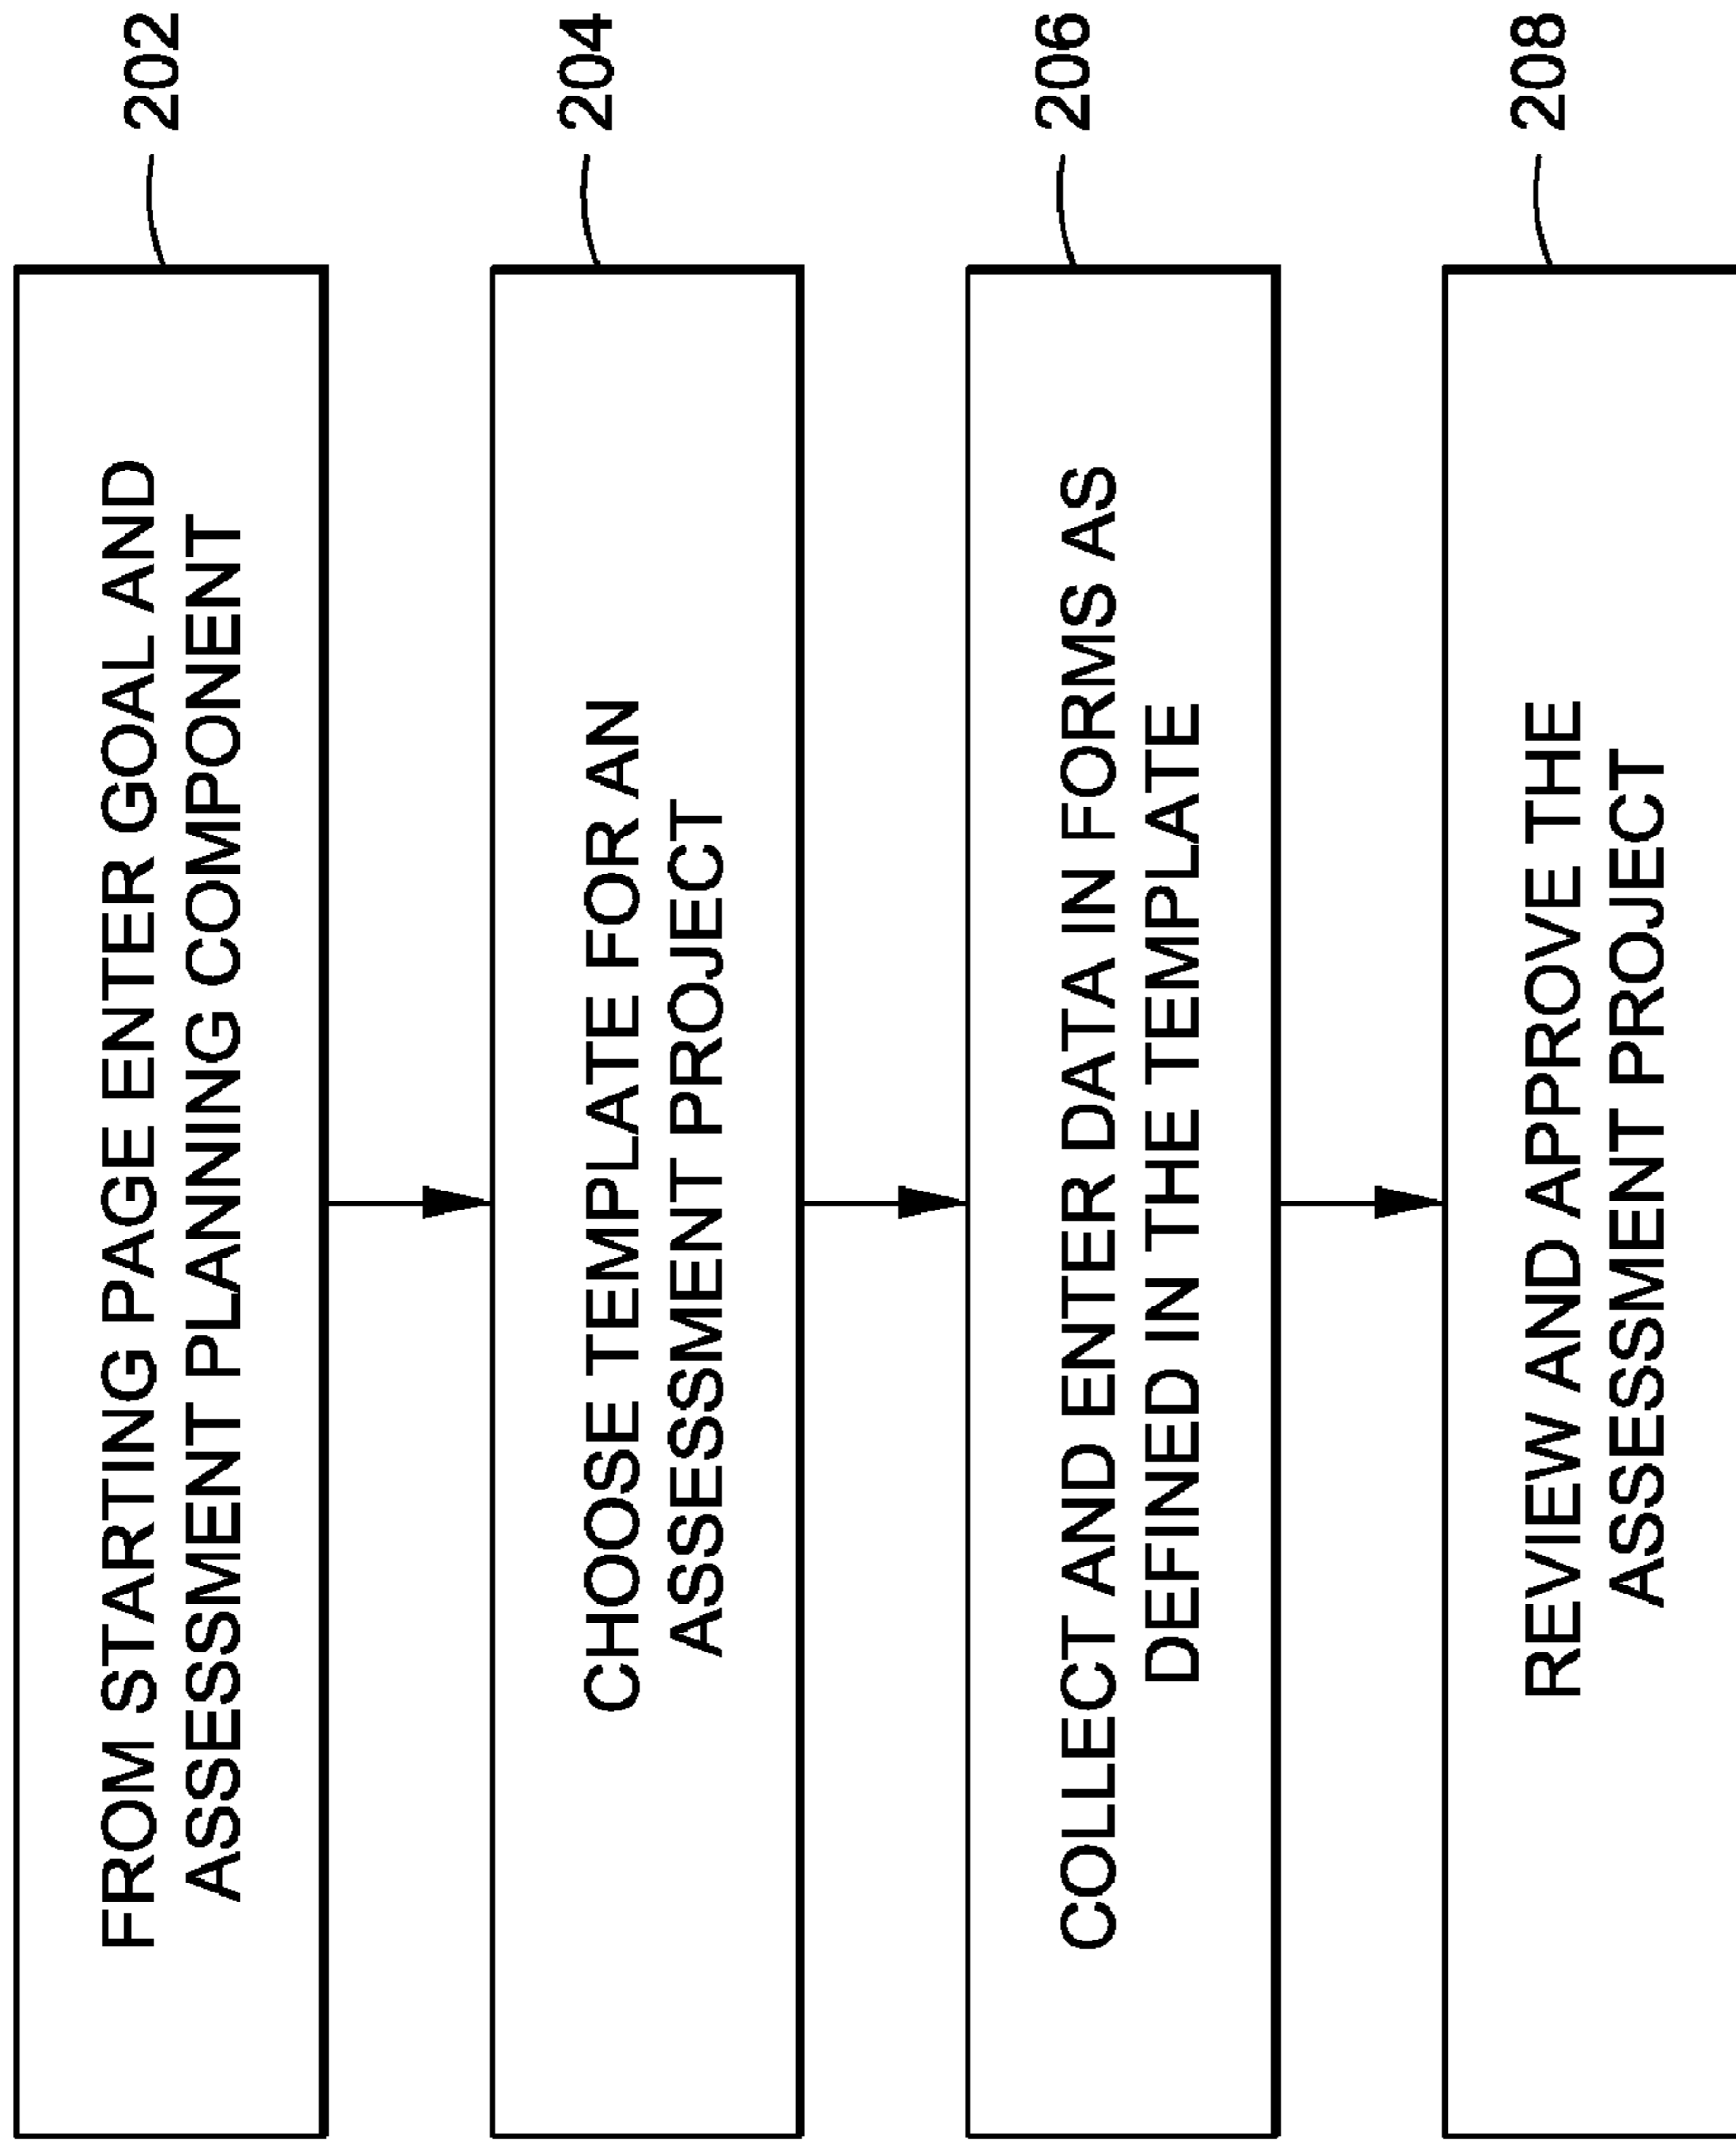 FROM STARTING PAGE ENTER GOAL AND
ASSESSMENT PLANNING COMPONENT
202
CHOOSE TEMPLATE FOR AN
ASSESSMENT PROJECT
204
COLLECT AND ENTER DATA IN FORMS AS
DEFINED IN THE TEMPLATE
206
REVIEW AND APPROVE THE
ASSESSMENT PROJECT
208